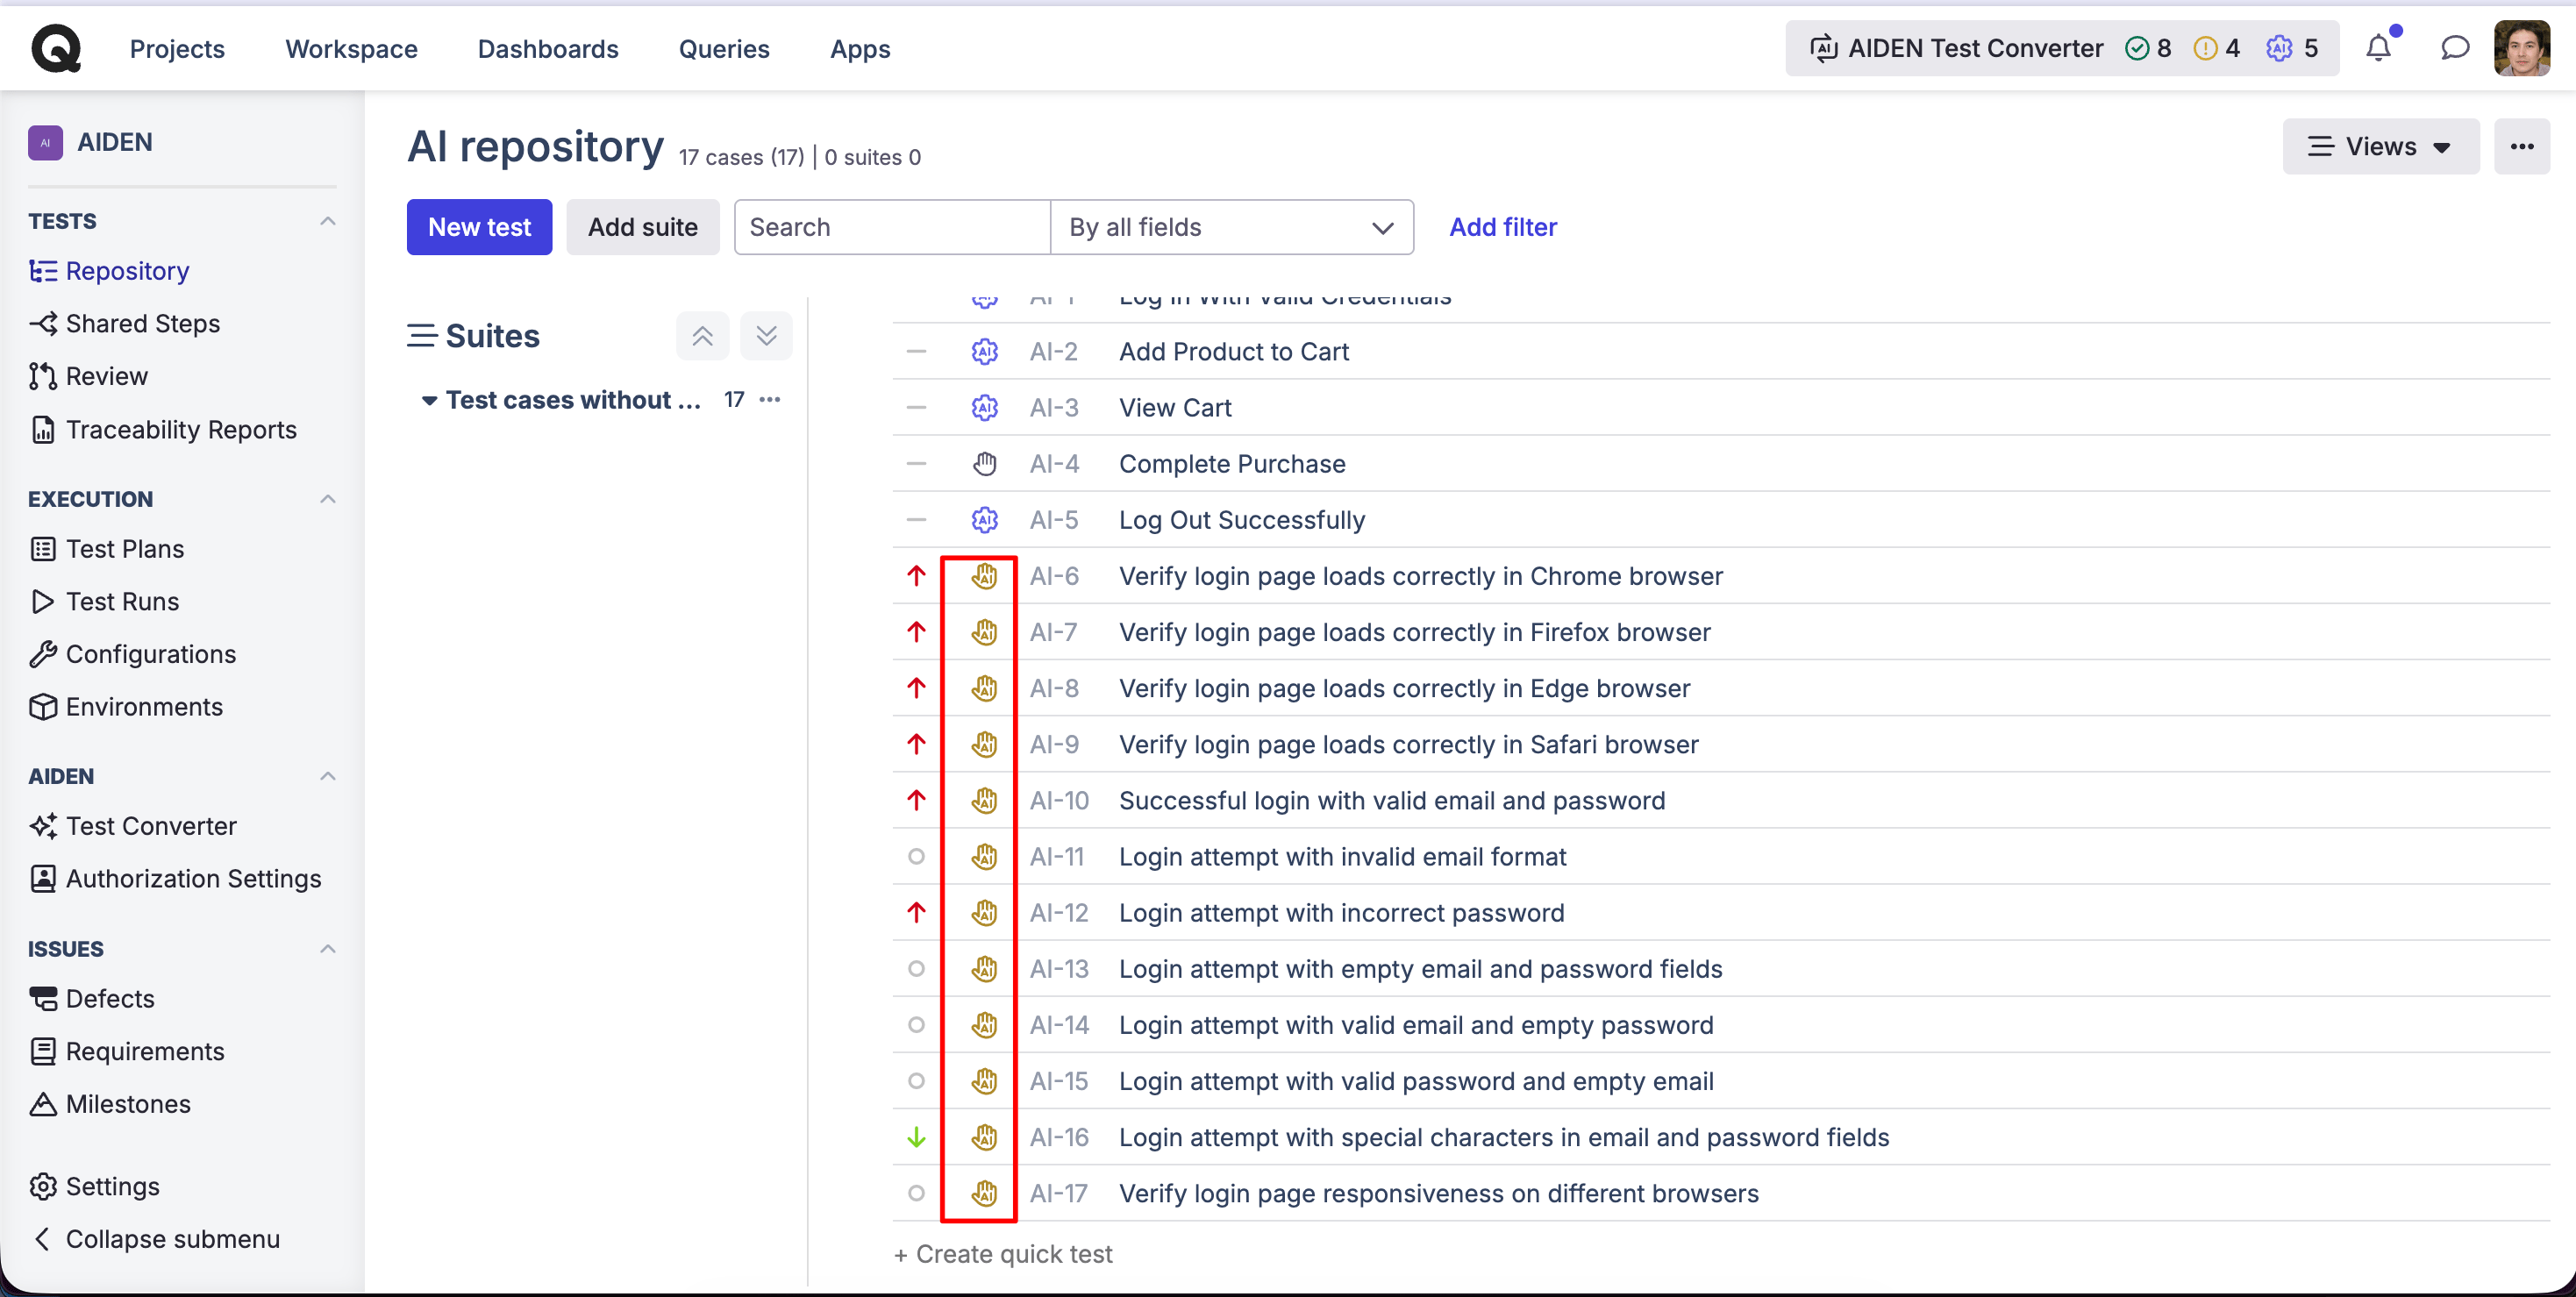 Projects Workspace Dashboards Queries Apps AIDEN Test Converter 8 4 5
AI AIDEN
TESTS
Repository
Shared Steps
Review
Traceability Reports
EXECUTION
Test Plans
Test Runs
Configurations
Environments
AIDEN
Test Converter
Authorization Settings
ISSUES
Defects
Requirements
Milestones
Settings
Collapse submenu
AI repository 17 cases (17) | 0 suites 0
Views
New test Add suite Search By all fields Add filter
Suites
Test cases without ... 17
AI-1 Log In With Valid Credentials
AI-2 Add Product to Cart
AI-3 View Cart
AI-4 Complete Purchase
AI-5 Log Out Successfully
AI-6 Verify login page loads correctly in Chrome browser
AI-7 Verify login page loads correctly in Firefox browser
AI-8 Verify login page loads correctly in Edge browser
AI-9 Verify login page loads correctly in Safari browser
AI-10 Successful login with valid email and password
AI-11 Login attempt with invalid email format
AI-12 Login attempt with incorrect password
AI-13 Login attempt with empty email and password fields
AI-14 Login attempt with valid email and empty password
AI-15 Login attempt with valid password and empty email
AI-16 Login attempt with special characters in email and password fields
AI-17 Verify login page responsiveness on different browsers
+ Create quick test